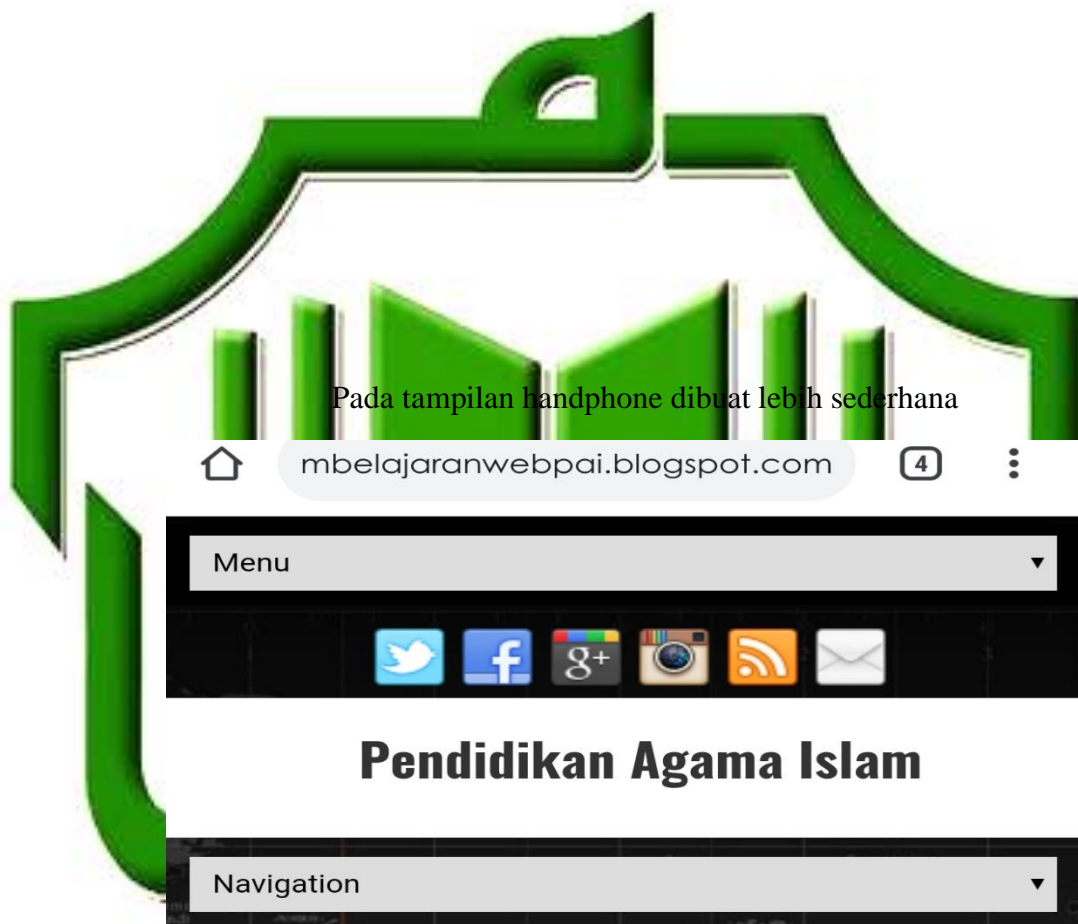 Pada tampilan handphone dibuat lebih sederhana
mbelajaranwebpai.blogspot.com 4
Menu
g+
Pendidikan Agama Islam
Navigation